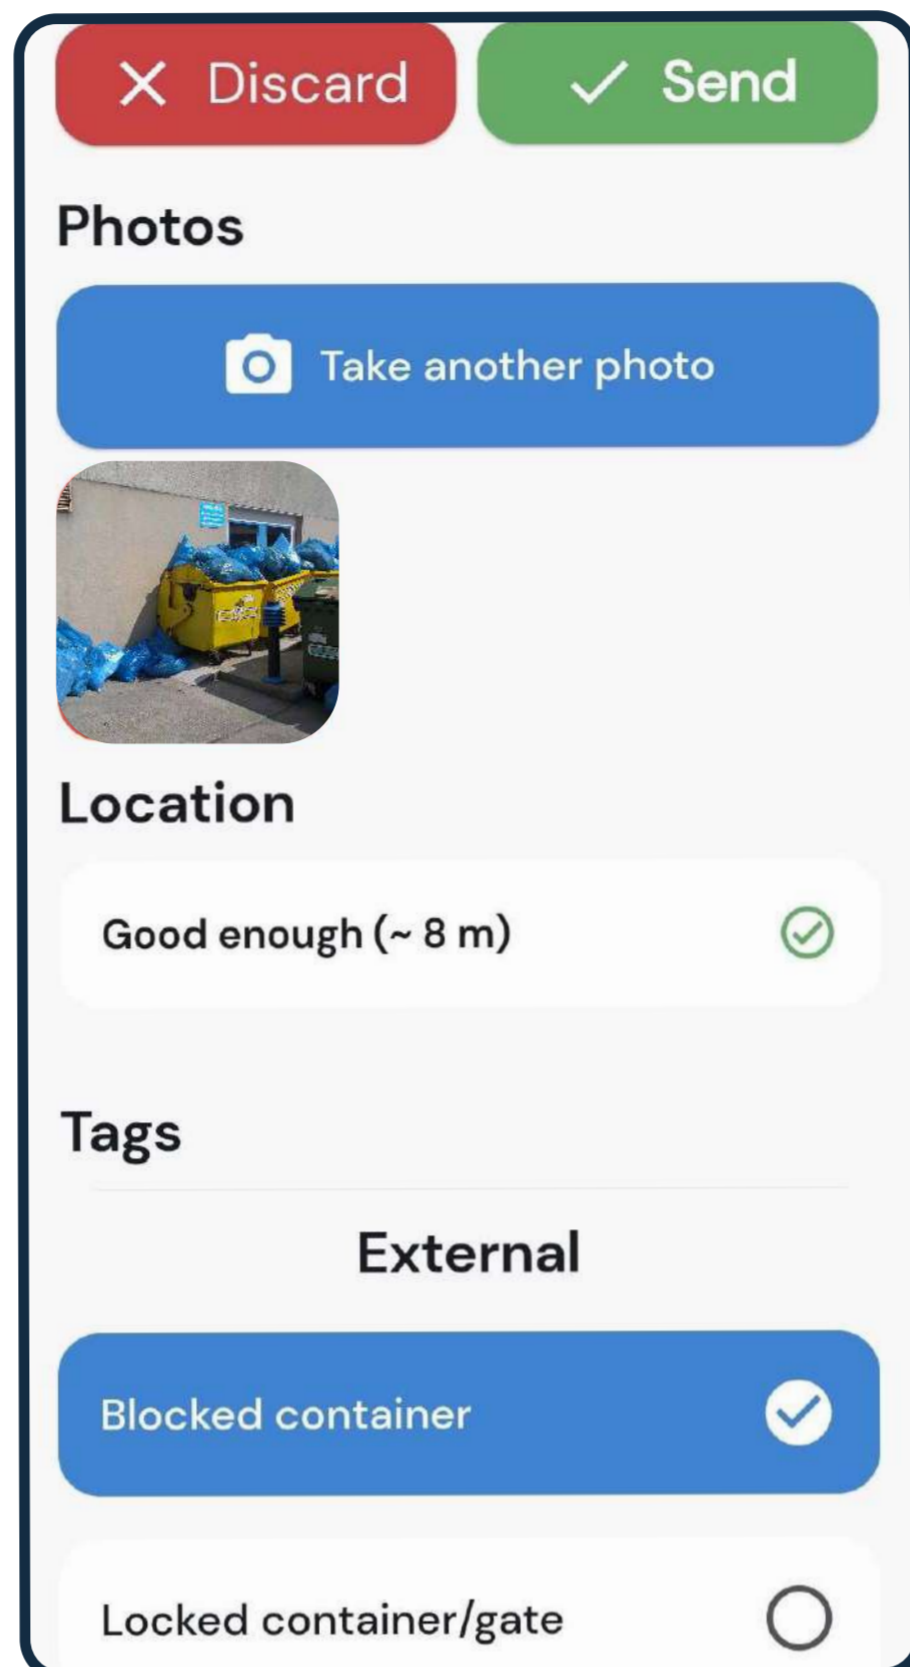 Discard
Send
Photos
Take another photo
Location
Good enough (~ 8 m)
Tags
External
Blocked container
Locked container/gate